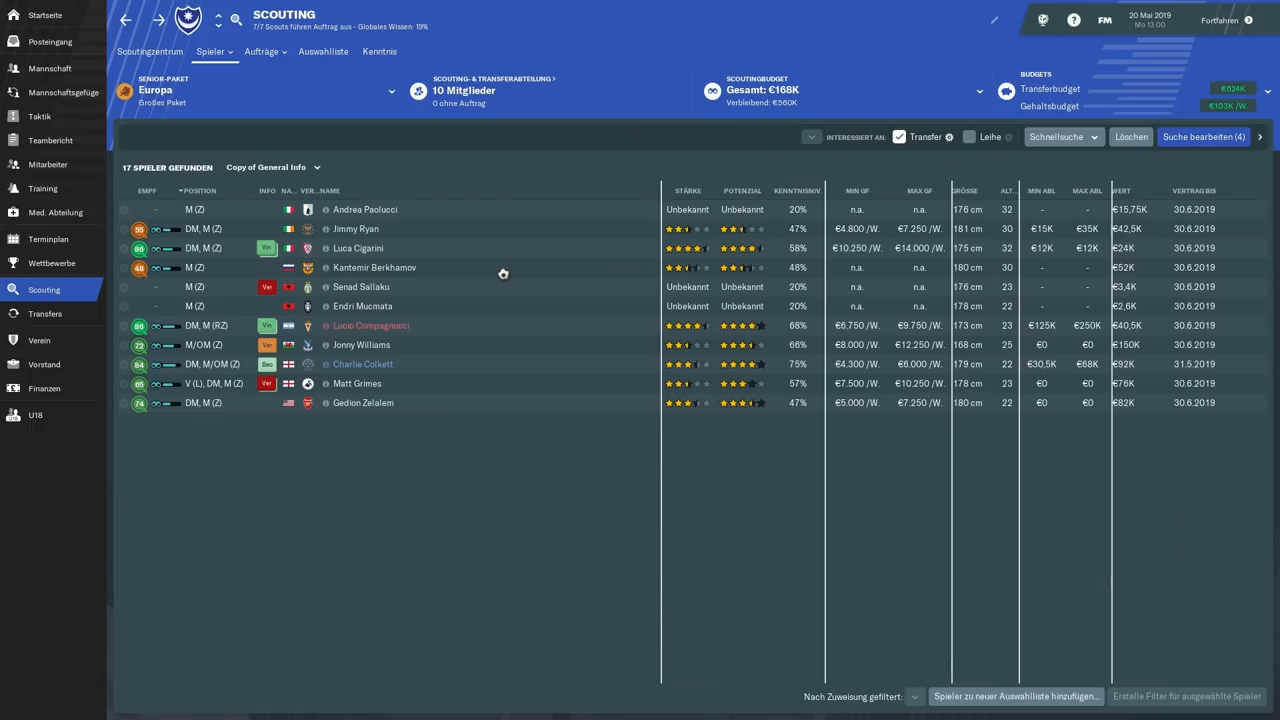 Startseite
Posteingang
Mannschaft
Mannschaftsgefüge
Taktik
Teambericht
Mitarbeiter
Training
Med. Abteilung
Terminplan
Wettbewerbe
Scouting
Transfers
Verein
Vorstand
Finanzen
U18
SCOUTING
7/7 Scouts führen Auftrag aus - Globales Wissen: 19%
FM
20 Mai 2019
Mo 13:00
Fortfahren
Scoutingzentrum Spieler Aufträge Auswahlliste Kenntnis
SENIOR-PAKET
Europa
Großes Paket
SCOUTING- & TRANSFERABTEILUNG >
10 Mitglieder
0 ohne Auftrag
SCOUTINGBUDGET
Gesamt: €168K
Verbleibend: €560K
BUDGETS
Transferbudget €624K
Gehaltsbudget €103K /W.
INTERESSIERT AN: Transfer Leihe Schnellsuche Löschen Suche bearbeiten (4)
17 SPIELER GEFUNDEN Copy of General Info
EMPF POSITION INFO NA... VER... NAME STÄRKE POTENZIAL KENNTNISNIV. MIN GF MAX GF GRÖSSE ALT... MIN ABL MAX ABL WERT VERTRAG BIS
- M (Z) Andrea Paolucci Unbekannt Unbekannt 20% n.a. n.a. 176 cm 32 - - €15,75K 30.6.2019
55 DM, M (Z) Jimmy Ryan 47% €4.800 /W. €7.250 /W. 181 cm 30 €15K €35K €42,5K 30.6.2019
86 DM, M (Z) Vin Luca Cigarini 58% €10.250 /W. €14.000 /W. 175 cm 32 €12K €12K €24K 30.6.2019
48 M (Z) Kantemir Berkhamov 48% n.a. n.a. 180 cm 30 - - €52K 30.6.2019
- M (Z) Ver Senad Sallaku Unbekannt Unbekannt 20% n.a. n.a. 176 cm 23 - - €3,4K 30.6.2019
- M (Z) Endri Mucmata Unbekannt Unbekannt 20% n.a. n.a. 178 cm 22 - - €2,6K 30.6.2019
86 DM, M (RZ) Vin Lucio Compagnucci 68% €6.750 /W. €9.750 /W. 173 cm 23 €125K €250K €40,5K 30.6.2019
72 M/OM (Z) Ver Jonny Williams 66% €8.000 /W. €12.250 /W. 168 cm 25 €0 €0 €150K 30.6.2019
84 DM, M/OM (Z) Beo Charlie Colkett 75% €4.300 /W. €6.000 /W. 179 cm 22 €30,5K €68K €92K 31.5.2019
65 V (L), DM, M (Z) Ver Matt Grimes 57% €7.500 /W. €10.250 /W. 178 cm 23 €0 €0 €76K 30.6.2019
74 DM, M (Z) Gedion Zelalem 47% €5.000 /W. €7.250 /W. 180 cm 22 €0 €0 €82K 30.6.2019
Nach Zuweisung gefiltert: Spieler zu neuer Auswahlliste hinzufügen... Erstelle Filter für ausgewählte Spieler